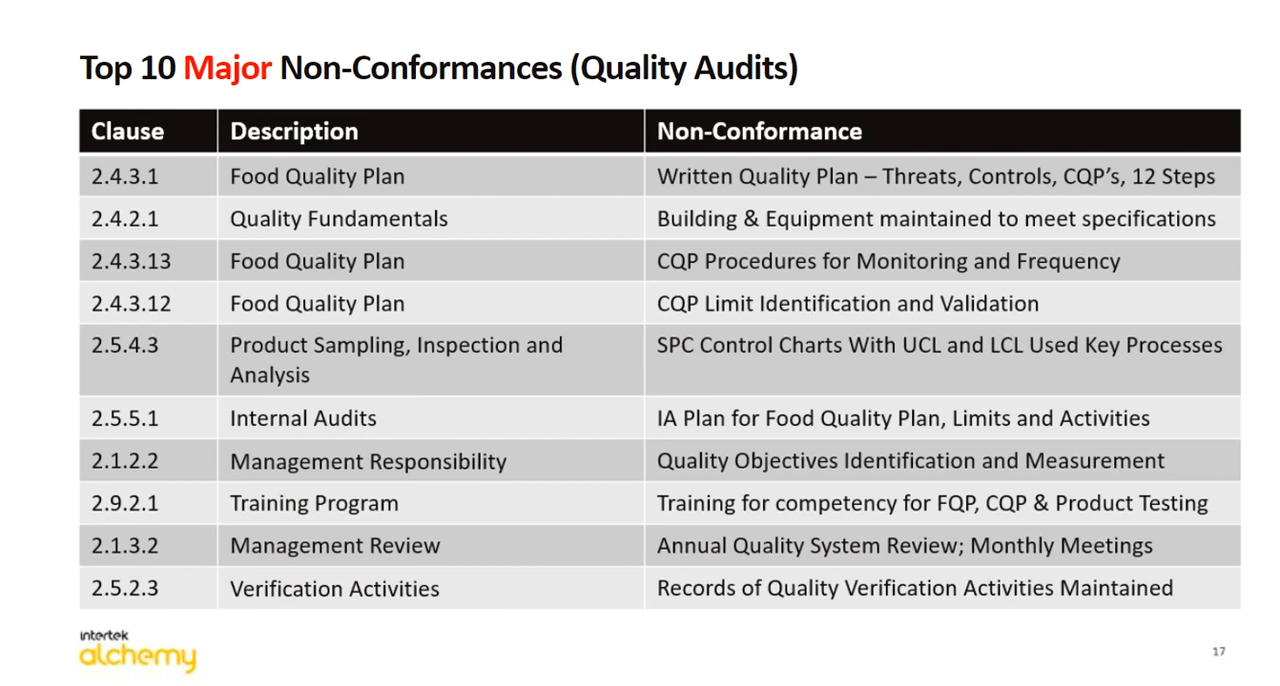 Top 10 Major Non-Conformances (Quality Audits)
Clause Description Non-Conformance
2.4.3.1 Food Quality Plan Written Quality Plan – Threats, Controls, CQP’s, 12 Steps
2.4.2.1 Quality Fundamentals Building & Equipment maintained to meet specifications
2.4.3.13 Food Quality Plan CQP Procedures for Monitoring and Frequency
2.4.3.12 Food Quality Plan CQP Limit Identification and Validation
2.5.4.3 Product Sampling, Inspection and SPC Control Charts With UCL and LCL Used Key Processes
Analysis
2.5.5.1 Internal Audits IA Plan for Food Quality Plan, Limits and Activities
2.1.2.2 Management Responsibility Quality Objectives Identification and Measurement
2.9.2.1 Training Program Training for competency for FQP, CQP & Product Testing
2.1.3.2 Management Review Annual Quality System Review; Monthly Meetings
2.5.2.3 Verification Activities Records of Quality Verification Activities Maintained
intertek
alchemy
17